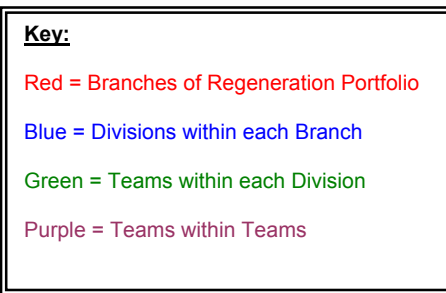 Key:
Red = Branches of Regeneration Portfolio
Blue = Divisions within each Branch
Green = Teams within each Division
Purple = Teams within Teams